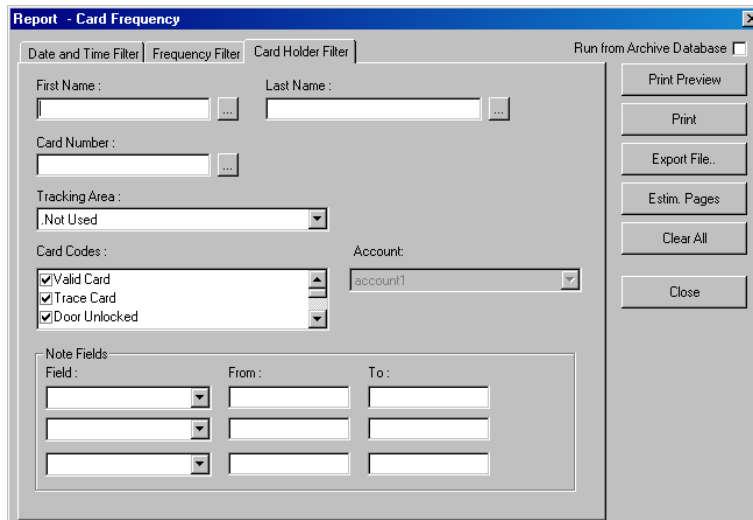 Report - Card Frequency
Date and Time Filter Frequency Filter Card Holder Filter
Run from Archive Database
First Name :
Last Name :
...
...
Card Number :
...
Tracking Area :
.Not Used
Card Codes :
Account:
Valid Card
Trace Card
Door Unlocked
account1
Note Fields
Field :
From :
To :
Print Preview
Print
Export File..
Estim. Pages
Clear All
Close